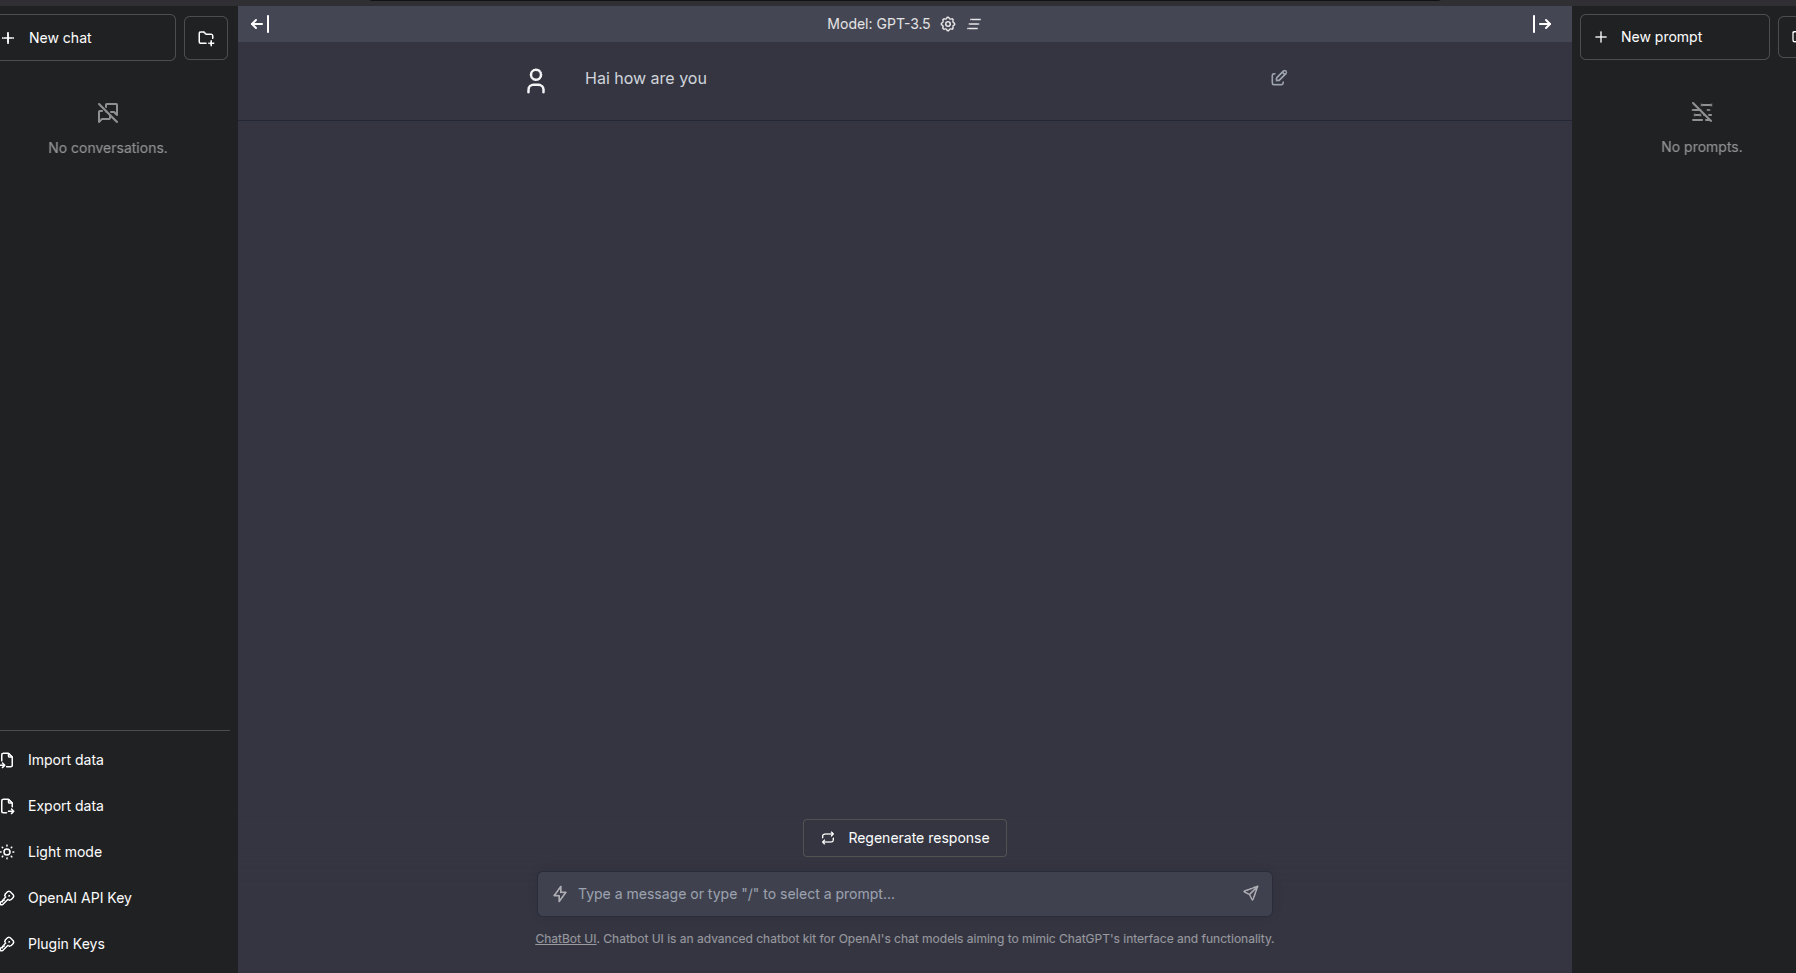 New chat
No conversations.
Import data
Export data
Light mode
OpenAI API Key
Plugin Keys
Model: GPT-3.5
Hai how are you
Regenerate response
Type a message or type "/" to select a prompt...
ChatBot UI. Chatbot UI is an advanced chatbot kit for OpenAI's chat models aiming to mimic ChatGPT's interface and functionality.
New prompt
No prompts.